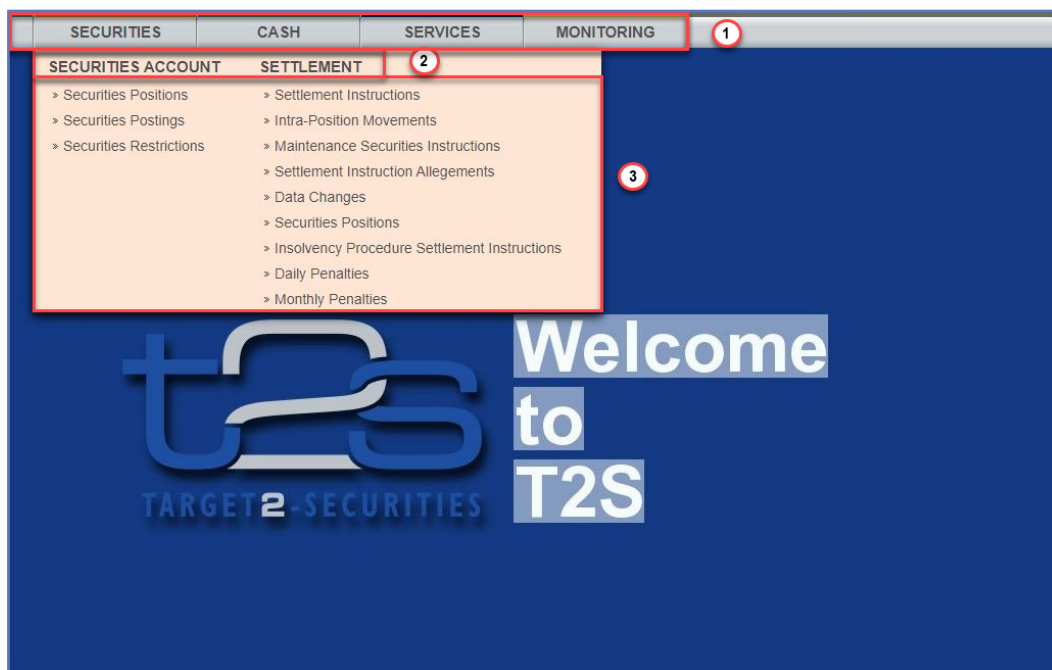 SECURITIES CASH SERVICES MONITORING 1
SECURITIES ACCOUNT SETTLEMENT 2
» Securities Positions » Settlement Instructions
» Securities Postings » Intra-Position Movements
» Securities Restrictions » Maintenance Securities Instructions
» Settlement Instruction Allegements 3
» Data Changes
» Securities Positions
» Insolvency Procedure Settlement Instructions
» Daily Penalties
» Monthly Penalties
t2s
TARGET2-SECURITIES
Welcome
to
T2S